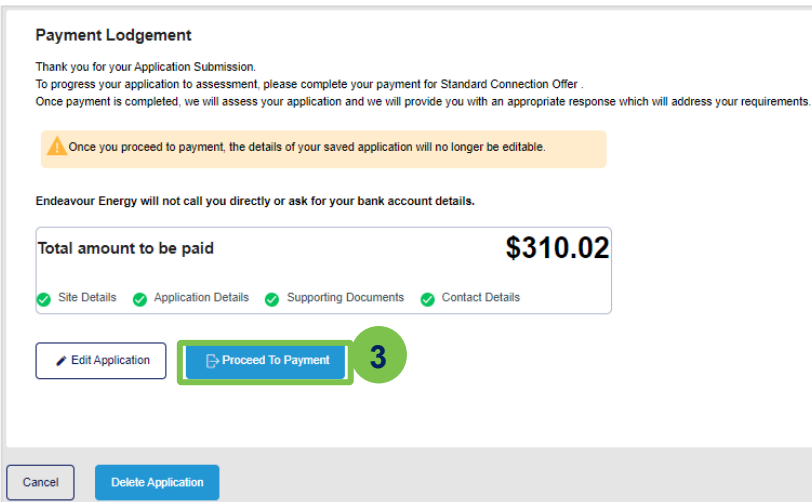 Payment Lodgement
Thank you for your Application Submission.
To progress your application to assessment, please complete your payment for Standard Connection Offer .
Once payment is completed, we will assess your application and we will provide you with an appropriate response which will address your requirements.
Once you proceed to payment, the details of your saved application will no longer be editable.
Endeavour Energy will not call you directly or ask for your bank account details.
Total amount to be paid $310.02
Site Details Application Details Supporting Documents Contact Details
Edit Application Proceed To Payment 3
Cancel Delete Application